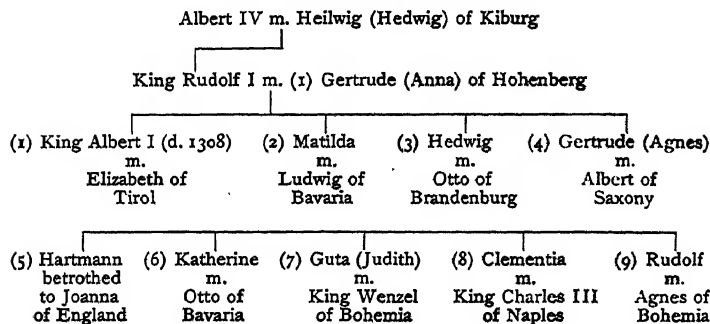 Albert IV m. Heilwig (Hedwig) of Kiburg
King Rudolf I m. (1) Gertrude (Anna) of Hohenberg
(1) King Albert I (d. 1308) (2) Matilda (3) Hedwig (4) Gertrude (Agnes)
m. m. m. m.
Elizabeth of Ludwig of Otto of Albert of
Tirol Bavaria Brandenburg Saxony
(5) Hartmann (6) Katherine (7) Guta (Judith) (8) Clementia (9) Rudolf
betrothed m. m. m. m.
to Joanna Otto of King Wenzel King Charles III Agnes of
of England Bavaria of Bohemia of Naples Bohemia